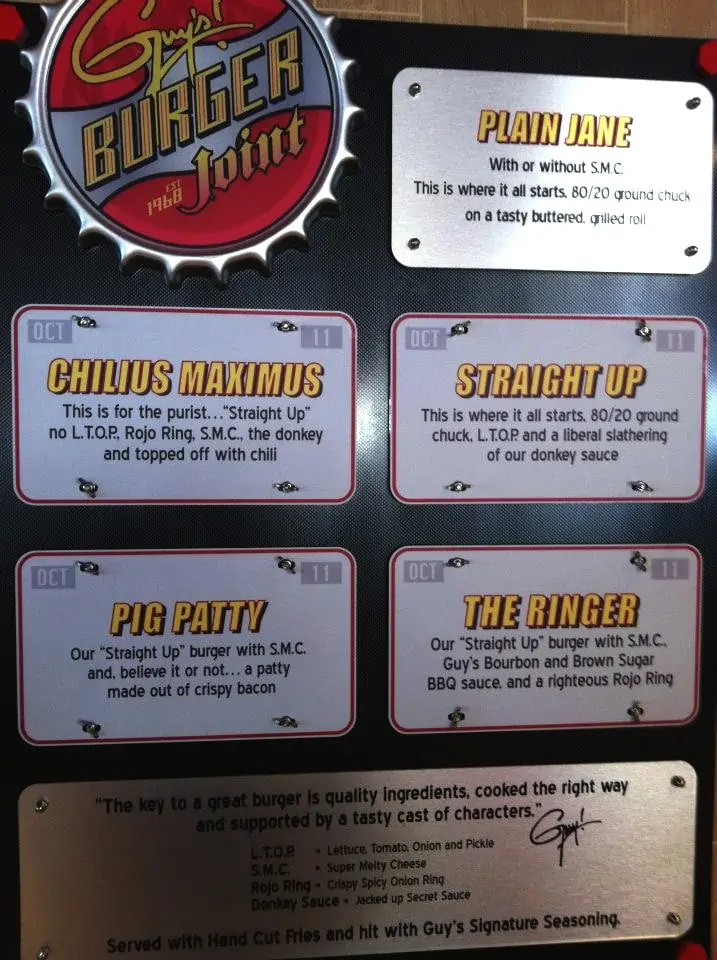 Guy's!
BURGER
Joint
EST
1968
PLAIN JANE
With or without S.M.C.
This is where it all starts, 80/20 ground chuck
on a tasty buttered, grilled roll
OCT 11
CHILIUS MAXIMUS
This is for the purist..."Straight Up"
no L.T.O.P., Rojo Ring, S.M.C., the donkey
and topped off with chili
OCT 11
STRAIGHT UP
This is where it all starts, 80/20 ground
chuck, L.T.O.P. and a liberal slathering
of our donkey sauce
OCT 11
PIG PATTY
Our "Straight Up" burger with S.M.C.
and, believe it or not... a patty
made out of crispy bacon
OCT 11
THE RINGER
Our "Straight Up" burger with S.M.C.,
Guy's Bourbon and Brown Sugar
BBQ sauce, and a righteous Rojo Ring
"The key to a great burger is quality ingredients, cooked the right way
and supported by a tasty cast of characters."
Guy!
L.T.O.P. = Lettuce, Tomato, Onion and Pickle
S.M.C. = Super Melty Cheese
Rojo Ring = Crispy Spicy Onion Ring
Donkey Sauce = Jacked up Secret Sauce
Served with Hand Cut Fries and hit with Guy's Signature Seasoning.